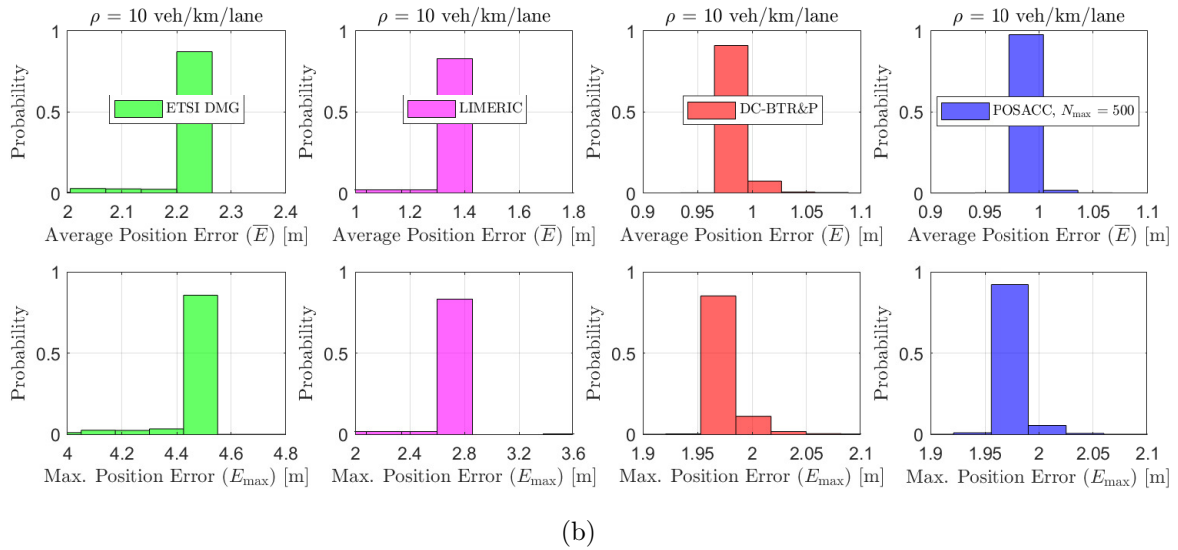 ρ = 10 veh/km/lane
ρ = 10 veh/km/lane
ρ = 10 veh/km/lane
ρ = 10 veh/km/lane
Probability
1
0.5
0
ETSI DMG
2 2.1 2.2 2.3 2.4
Average Position Error (E̅) [m]
Probability
1
0.5
0
LIMERIC
1 1.2 1.4 1.6 1.8
Average Position Error (E̅) [m]
Probability
1
0.5
0
DC-BTR&P
0.9 0.95 1 1.05 1.1
Average Position Error (E̅) [m]
Probability
1
0.5
0
POSACC, Nmax = 500
0.9 0.95 1 1.05 1.1
Average Position Error (E̅) [m]
Probability
1
0.5
0
4 4.2 4.4 4.6 4.8
Max. Position Error (Emax) [m]
Probability
1
0.5
0
2 2.4 2.8 3.2 3.6
Max. Position Error (Emax) [m]
Probability
1
0.5
0
1.9 1.95 2 2.05 2.1
Max. Position Error (Emax) [m]
Probability
1
0.5
0
1.9 1.95 2 2.05 2.1
Max. Position Error (Emax) [m]
(b)